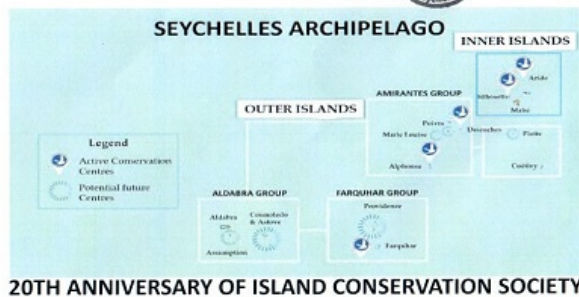 SEYCHELLES ARCHIPELAGO
INNER ISLANDS
Aride
Silhouette
Mahe
AMIRANTES GROUP
OUTER ISLANDS
Poivre
Marie Louise
Desroches
Platte
Alphonse
Coetivy
Legend
Active Conservation
Centres
Potential future
Centres
ALDABRA GROUP
FARQUHAR GROUP
Aldabra
Cosmoledo
& Astove
Assumption
Providence
Farquhar
20TH ANNIVERSARY OF ISLAND CONSERVATION SOCIETY